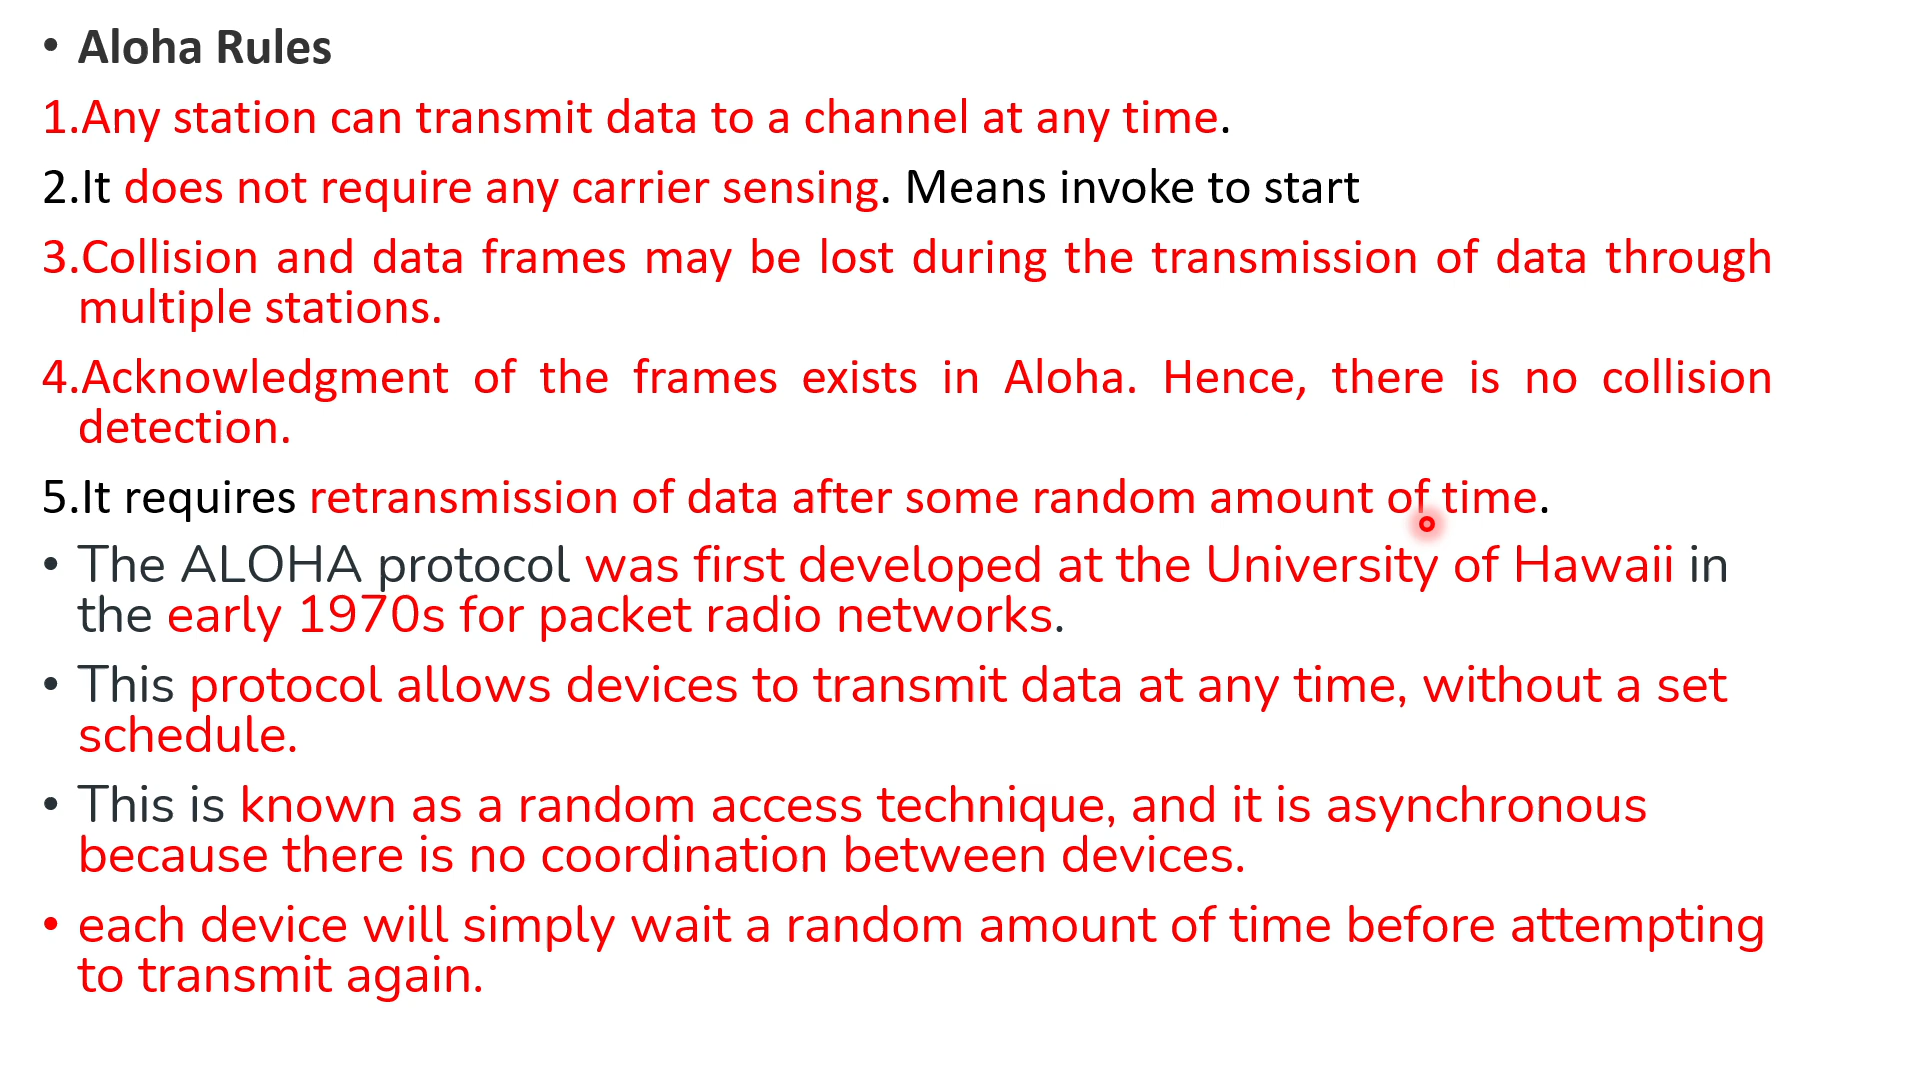 • Aloha Rules
1.Any station can transmit data to a channel at any time.
2.It does not require any carrier sensing. Means invoke to start
3.Collision and data frames may be lost during the transmission of data through
multiple stations.
4.Acknowledgment of the frames exists in Aloha. Hence, there is no collision
detection.
5.It requires retransmission of data after some random amount of time.
• The ALOHA protocol was first developed at the University of Hawaii in
the early 1970s for packet radio networks.
• This protocol allows devices to transmit data at any time, without a set
schedule.
• This is known as a random access technique, and it is asynchronous
because there is no coordination between devices.
• each device will simply wait a random amount of time before attempting
to transmit again.